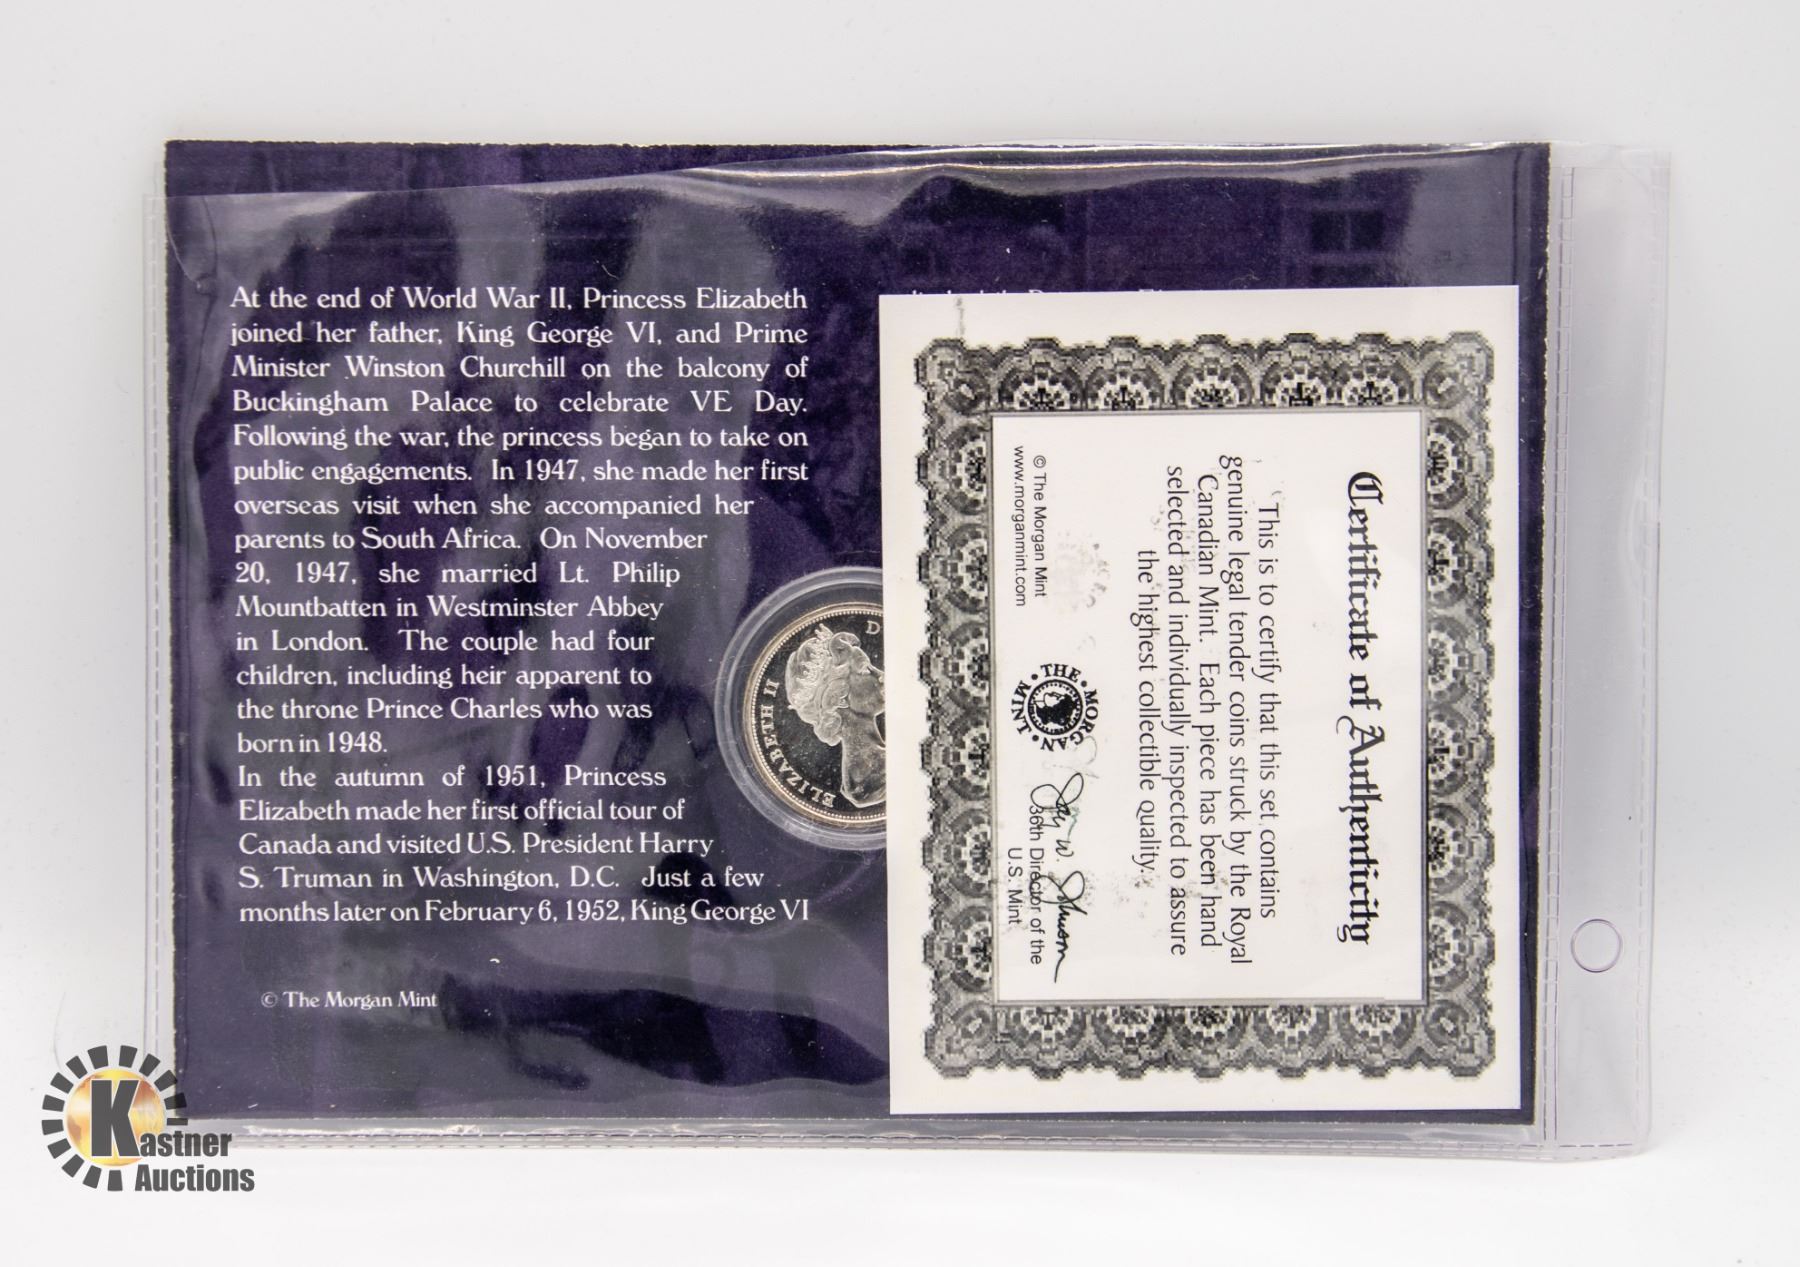 At the end of World War II, Princess Elizabeth
joined her father, King George VI, and Prime
Minister Winston Churchill on the balcony of
Buckingham Palace to celebrate VE Day.
Following the war, the princess began to take on
public engagements. In 1947, she made her first
overseas visit when she accompanied her
parents to South Africa. On November
20, 1947, she married Lt. Philip
Mountbatten in Westminster Abbey
in London. The couple had four
children, including heir apparent to
the throne Prince Charles who was
born in 1948.
In the autumn of 1951, Princess
Elizabeth made her first official tour of
Canada and visited U.S. President Harry
S. Truman in Washington, D.C. Just a few
months later on February 6, 1952, King George VI
© The Morgan Mint
ELIZABETH II D
Certificate of Authenticity
This is to certify that this set contains
genuine legal tender coins struck by the Royal
Canadian Mint. Each piece has been hand
selected and individually inspected to assure
the highest collectible quality.
© The Morgan Mint
www.morganmint.com
THE • MORGAN • MINT •
Jay W. Johnson
36th Director of the
U.S. Mint
Kastner
Auctions